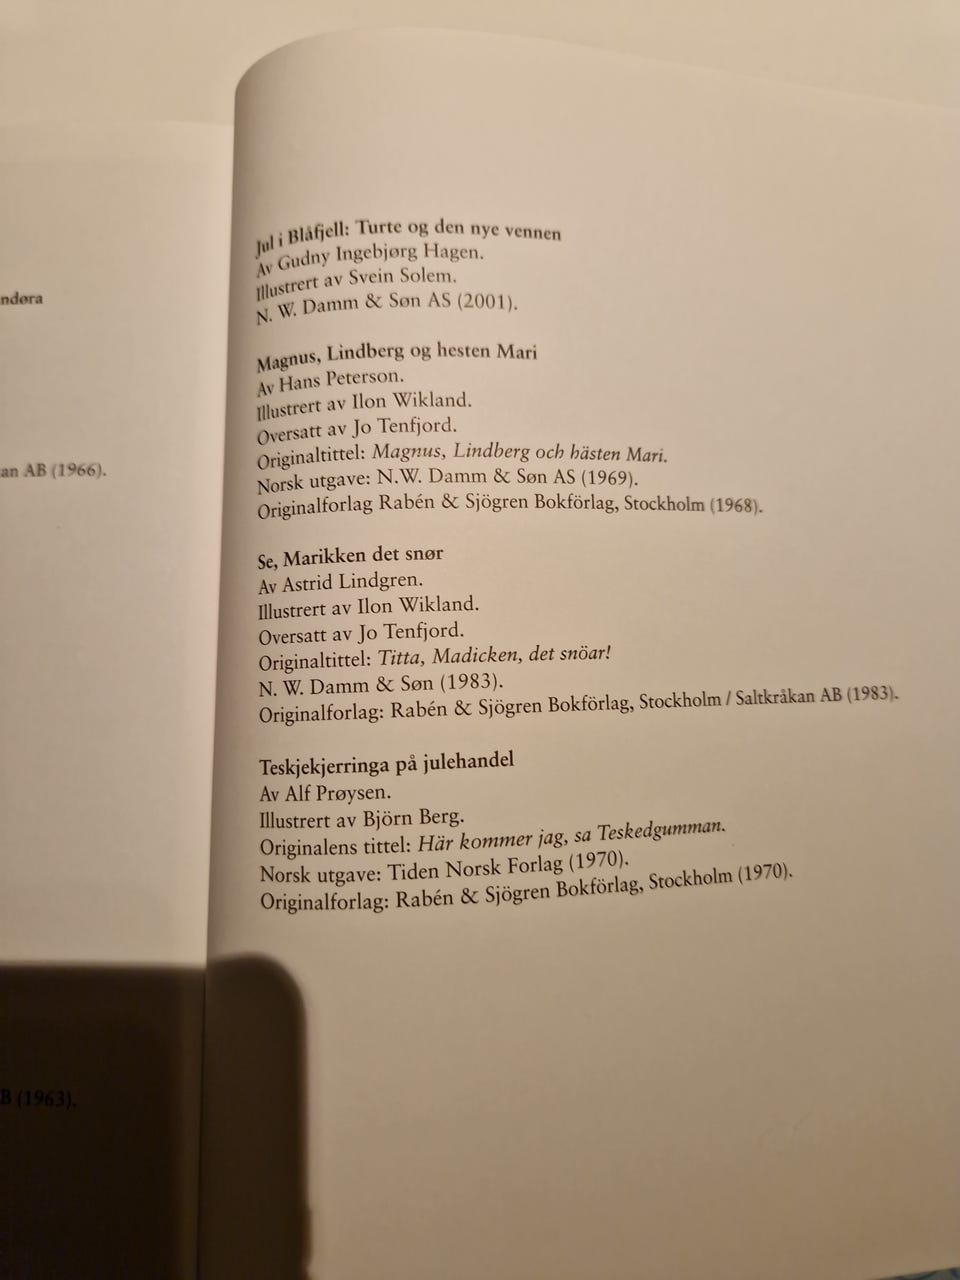 ndøra
an AB (1966).
B (1963).
Jul i Blåfjell: Turte og den nye vennen
Av Gudny Ingebjørg Hagen.
Illustrert av Svein Solem.
N. W. Damm & Søn AS (2001).
Magnus, Lindberg og hesten Mari
Av Hans Peterson.
Illustrert av Ilon Wikland.
Oversatt av Jo Tenfjord.
Originaltittel: Magnus, Lindberg och hästen Mari.
Norsk utgave: N.W. Damm & Søn AS (1969).
Originalforlag Rabén & Sjögren Bokförlag, Stockholm (1968).
Se, Marikken det snør
Av Astrid Lindgren.
Illustrert av Ilon Wikland.
Oversatt av Jo Tenfjord.
Originaltittel: Titta, Madicken, det snöar!
N. W. Damm & Søn (1983).
Originalforlag: Rabén & Sjögren Bokförlag, Stockholm / Saltkråkan AB (1983).
Teskjekjerringa på julehandel
Av Alf Prøysen.
Illustrert av Björn Berg.
Originalens tittel: Här kommer jag, sa Teskedgumman.
Norsk utgave: Tiden Norsk Forlag (1970).
Originalforlag: Rabén & Sjögren Bokförlag, Stockholm (1970).